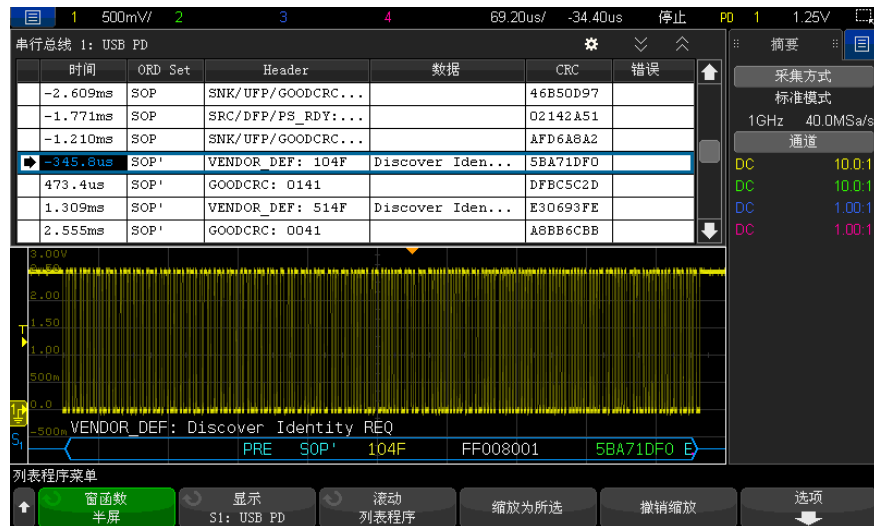 1 500mV/ 2 3 4 69.20us/ -34.40us 停止 PD 1 1.25V
串行总线 1: USB PD
摘要
时间 ORD Set Header 数据 CRC 错误
-2.609ms SOP SNK/UFP/GOODCRC... 46B50D97
-1.771ms SOP SRC/DFP/PS_RDY:... 02142A51
-1.210ms SOP SNK/UFP/GOODCRC... AFD6A8A2
-345.8us SOP' VENDOR_DEF: 104F Discover Iden... 5BA71DF0
473.4us SOP' GOODCRC: 0141 DFBC5C2D
1.309ms SOP' VENDOR_DEF: 514F Discover Iden... E30693FE
2.555ms SOP' GOODCRC: 0041 A8BB6CBB
采集方式
标准模式
1GHz 40.0MSa/s
通道
DC 10.0:1
DC 10.0:1
DC 1.00:1
DC 1.00:1
3.00V
2.50
2.00
1.50
1.00
500m
0.0
-500m
T
1
S1
VENDOR_DEF: Discover Identity REQ
PRE SOP' 104F FF008001 5BA71DF0 E
列表程序菜单
窗函数
半屏
显示
S1: USB PD
滚动
列表程序
缩放为所选
撤销缩放
选项